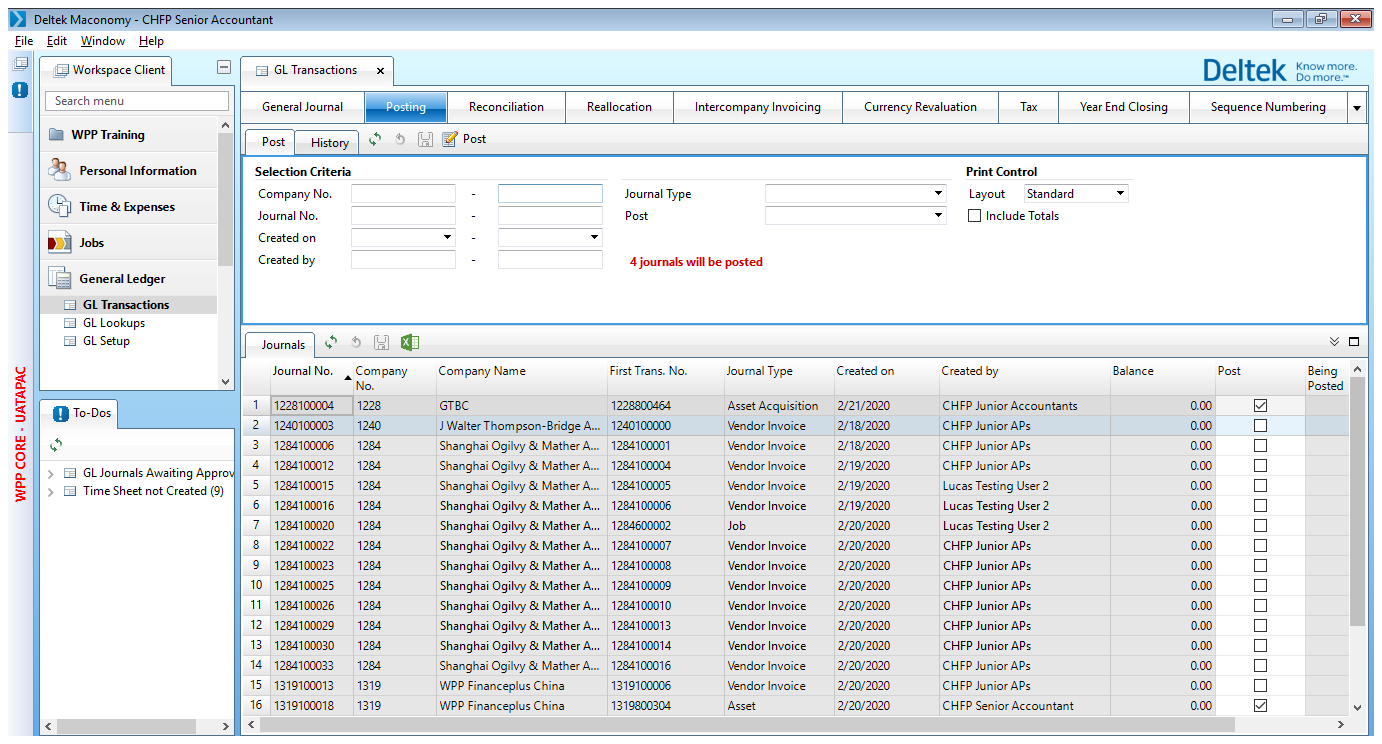 Deltek Maconomy - CHFP Senior Accountant
File Edit Window Help
Workspace Client
GL Transactions
Deltek Know more. Do more.™
Search menu
General Journal Posting Reconciliation Reallocation Intercompany Invoicing Currency Revaluation Tax Year End Closing Sequence Numbering
WPP Training
Personal Information
Time & Expenses
Jobs
General Ledger
GL Transactions
GL Lookups
GL Setup
To-Dos
GL Journals Awaiting Approv
Time Sheet not Created (9)
WPP CORE - UATAPAC
Post History Post
Selection Criteria Print Control
Company No. - Journal Type Layout Standard
Journal No. - Post Include Totals
Created on -
Created by - 4 journals will be posted
Journals
Journal No. Company No. Company Name First Trans. No. Journal Type Created on Created by Balance Post Being Posted
1 1228100004 1228 GTBC 1228800464 Asset Acquisition 2/21/2020 CHFP Junior Accountants 0.00
2 1240100003 1240 J Walter Thompson-Bridge A... 1240100000 Vendor Invoice 2/18/2020 CHFP Junior APs 0.00
3 1284100006 1284 Shanghai Ogilvy & Mather A... 1284100001 Vendor Invoice 2/18/2020 CHFP Junior APs 0.00
4 1284100012 1284 Shanghai Ogilvy & Mather A... 1284100004 Vendor Invoice 2/19/2020 CHFP Junior APs 0.00
5 1284100015 1284 Shanghai Ogilvy & Mather A... 1284100005 Vendor Invoice 2/19/2020 Lucas Testing User 2 0.00
6 1284100016 1284 Shanghai Ogilvy & Mather A... 1284100006 Vendor Invoice 2/19/2020 Lucas Testing User 2 0.00
7 1284100020 1284 Shanghai Ogilvy & Mather A... 1284600002 Job 2/20/2020 Lucas Testing User 2 0.00
8 1284100022 1284 Shanghai Ogilvy & Mather A... 1284100007 Vendor Invoice 2/20/2020 CHFP Junior APs 0.00
9 1284100023 1284 Shanghai Ogilvy & Mather A... 1284100008 Vendor Invoice 2/20/2020 CHFP Junior APs 0.00
10 1284100025 1284 Shanghai Ogilvy & Mather A... 1284100009 Vendor Invoice 2/20/2020 CHFP Junior APs 0.00
11 1284100026 1284 Shanghai Ogilvy & Mather A... 1284100010 Vendor Invoice 2/20/2020 CHFP Junior APs 0.00
12 1284100029 1284 Shanghai Ogilvy & Mather A... 1284100013 Vendor Invoice 2/20/2020 CHFP Junior APs 0.00
13 1284100030 1284 Shanghai Ogilvy & Mather A... 1284100014 Vendor Invoice 2/20/2020 CHFP Junior APs 0.00
14 1284100033 1284 Shanghai Ogilvy & Mather A... 1284100016 Vendor Invoice 2/20/2020 CHFP Junior APs 0.00
15 1319100013 1319 WPP Financeplus China 1319100006 Vendor Invoice 2/20/2020 CHFP Junior APs 0.00
16 1319100018 1319 WPP Financeplus China 1319800304 Asset 2/20/2020 CHFP Senior Accountant 0.00